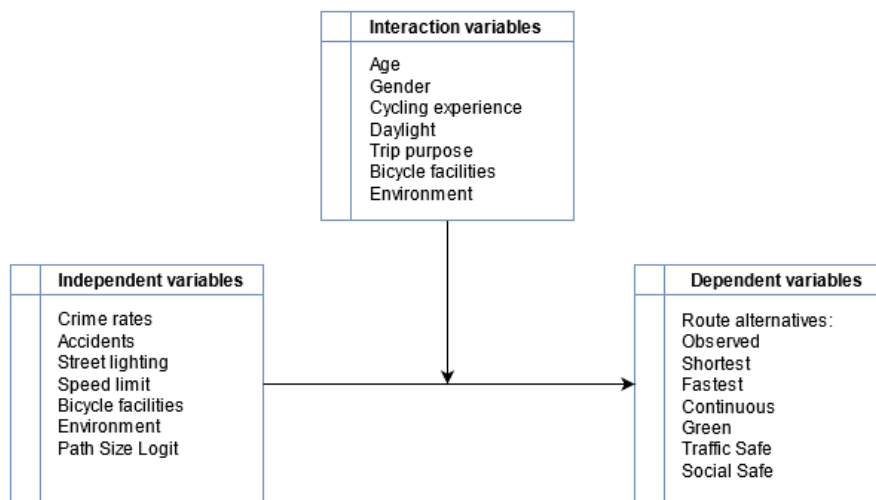 Interaction variables
Age
Gender
Cycling experience
Daylight
Trip purpose
Bicycle facilities
Environment
Independent variables
Crime rates
Accidents
Street lighting
Speed limit
Bicycle facilities
Environment
Path Size Logit
Dependent variables
Route alternatives:
Observed
Shortest
Fastest
Continuous
Green
Traffic Safe
Social Safe